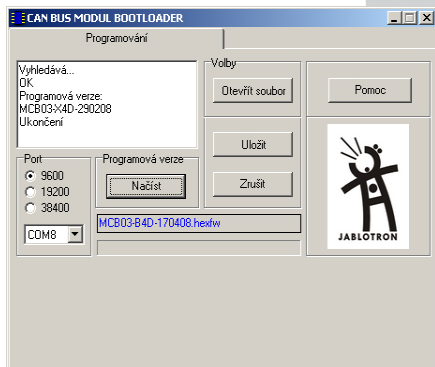 CAN BUS MODUL BOOTLOADER
Programování
Vyhledává...
OK
Programová verze:
MCB03-X4D-290208
Ukončení
Volby
Otevřít soubor
Pomoc
Uložit
Zrušit
Port
9600
19200
38400
COM8
Programová verze
Načíst
MCB03-B4D-170408.hexfw
JABLOTRON